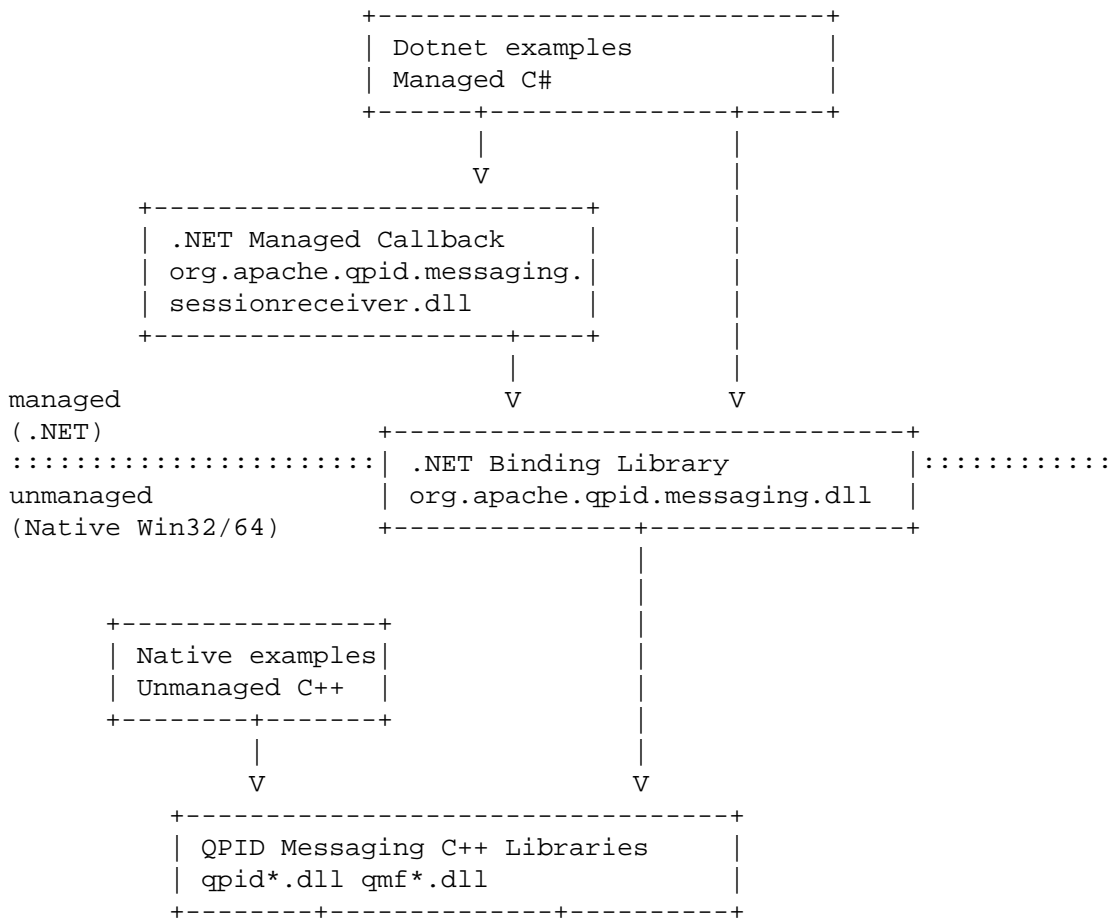 Dotnet examples
Managed C#
V
.NET Managed Callback
org.apache.qpid.messaging.
sessionreceiver.dll
V V
managed
(.NET)
:::::::::::::::::::::::| .NET Binding Library |::::::::::::
unmanaged
org.apache.qpid.messaging.dll
(Native Win32/64)
Native examples
Unmanaged C++
V V
QPID Messaging C++ Libraries
qpid*.dll qmf*.dll